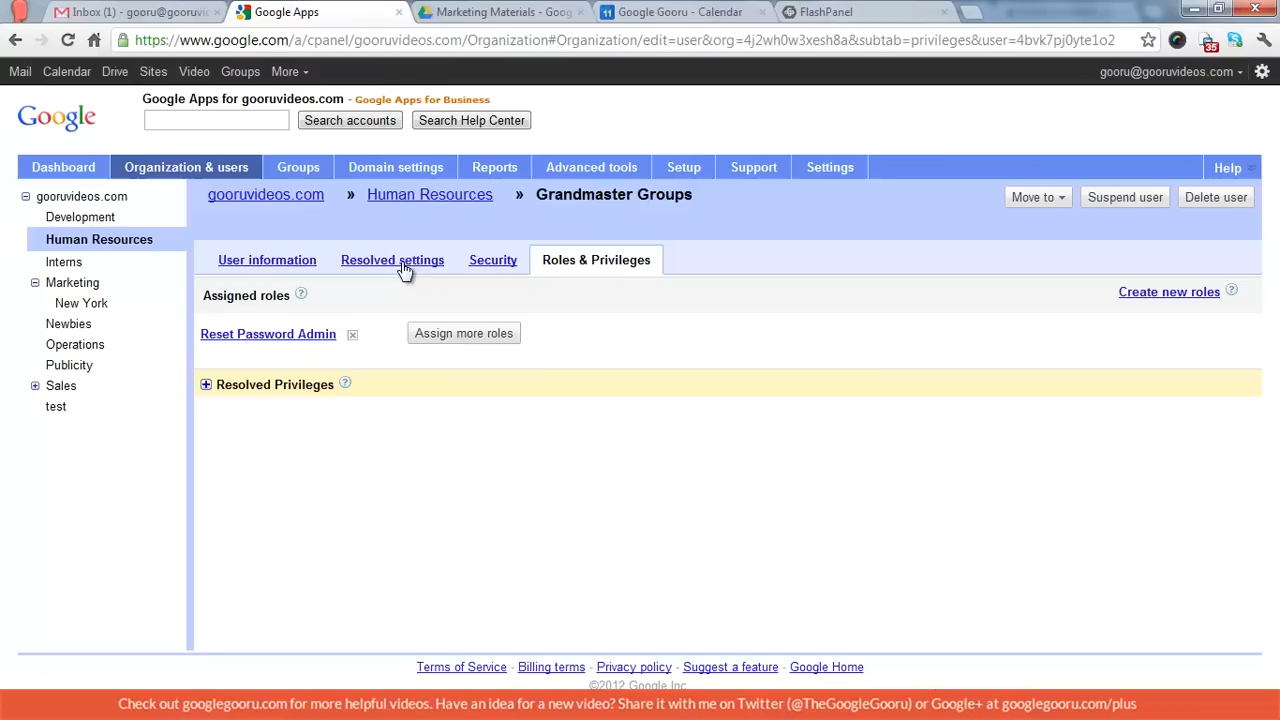 Inbox (1) - gooru@gooruvi
Google Apps
Marketing Materials - Goog
Google Gooru - Calendar
FlashPanel
https://www.google.com/a/cpanel/gooruvideos.com/Organization#Organization/edit=user&org=4j2wh0w3xesh8a&subtab=privileges&user=4bvk7pj0yte1o2
35
Mail Calendar Drive Sites Video Groups More
gooru@gooruvideos.com
Google
Google Apps for gooruvideos.com - Google Apps for Business
Search accounts
Search Help Center
Dashboard
Organization & users
Groups
Domain settings
Reports
Advanced tools
Setup
Support
Settings
Help
gooruvideos.com
Development
Human Resources
Interns
Marketing
New York
Newbies
Operations
Publicity
Sales
test
gooruvideos.com » Human Resources » Grandmaster Groups
Move to
Suspend user
Delete user
User information
Resolved settings
Security
Roles & Privileges
Assigned roles ?
Create new roles ?
Reset Password Admin
Assign more roles
Resolved Privileges ?
Terms of Service - Billing terms - Privacy policy - Suggest a feature - Google Home
©2012 Google Inc.
Check out googlegooru.com for more helpful videos. Have an idea for a new video? Share it with me on Twitter (@TheGoogleGooru) or Google+ at googlegooru.com/plus